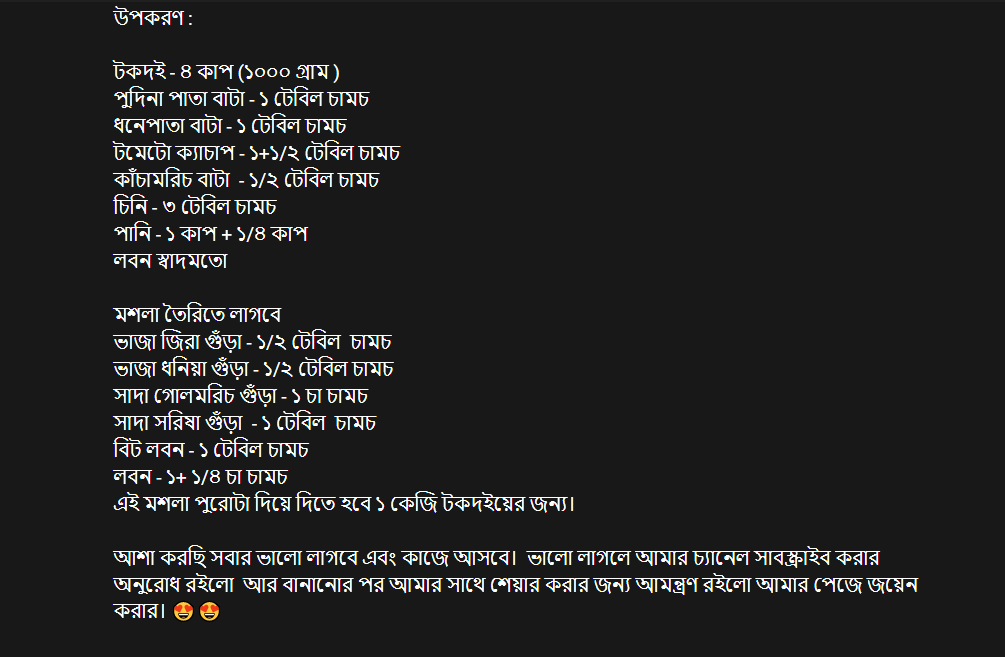 উপকরণ :
টকদই - ৪ কাপ (১০০০ গ্রাম )
পুদিনা পাতা বাটা - ১ টেবিল চামচ
ধনেপাতা বাটা - ১ টেবিল চামচ
টমেটো ক্যাচাপ - ১+১/২ টেবিল চামচ
কাঁচামরিচ বাটা  - ১/২ টেবিল চামচ
চিনি - ৩ টেবিল চামচ
পানি - ১ কাপ + ১/৪ কাপ
লবন স্বাদমতো
মশলা তৈরিতে লাগবে
ভাজা জিরা গুঁড়া - ১/২ টেবিল  চামচ
ভাজা ধনিয়া গুঁড়া - ১/২ টেবিল চামচ
সাদা গোলমরিচ গুঁড়া - ১ চা চামচ
সাদা সরিষা গুঁড়া  - ১ টেবিল  চামচ
বিট লবন - ১ টেবিল চামচ
লবন - ১+ ১/৪ চা চামচ
এই মশলা পুরোটা দিয়ে দিতে হবে ১ কেজি টকদইয়ের জন্য।
আশা করছি সবার ভালো লাগবে এবং কাজে আসবে।  ভালো লাগলে আমার চ্যানেল সাবস্ক্রাইব করার
অনুরোধ রইলো  আর বানানোর পর আমার সাথে শেয়ার করার জন্য আমন্ত্রণ রইলো আমার পেজে জয়েন
করার। 😍 😍